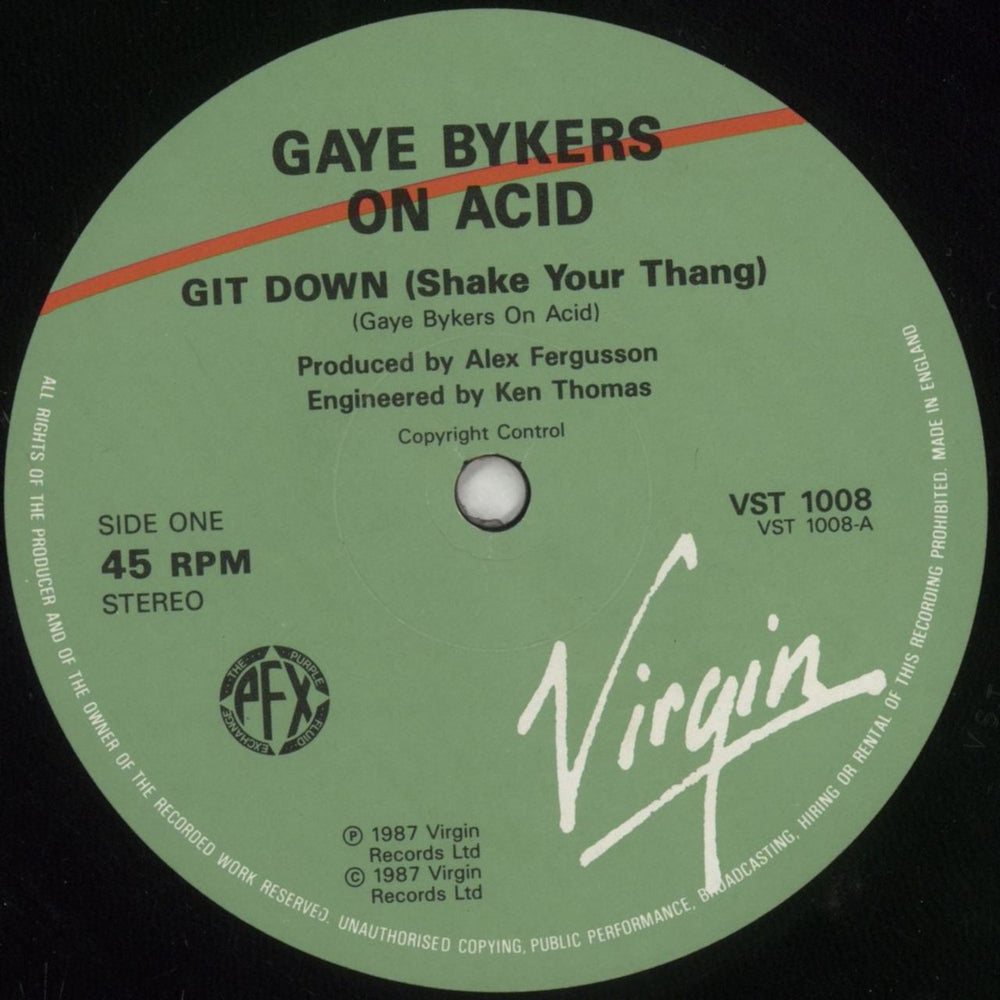 GAYE BYKERS
ON ACID
GIT DOWN (Shake Your Thang)
(Gaye Bykers On Acid)
Produced by Alex Fergusson
Engineered by Ken Thomas
Copyright Control
SIDE ONE
45 RPM
STEREO
VST 1008
VST 1008-A
THE PURPLE FLUID EXCHANGE
PFX
Virgin
℗ 1987 Virgin
Records Ltd
© 1987 Virgin
Records Ltd
ALL RIGHTS OF THE PRODUCER AND OF THE OWNER OF THE RECORDED WORK RESERVED. UNAUTHORISED COPYING, PUBLIC PERFORMANCE, BROADCASTING, HIRING OR RENTAL OF THIS RECORDING PROHIBITED. MADE IN ENGLAND